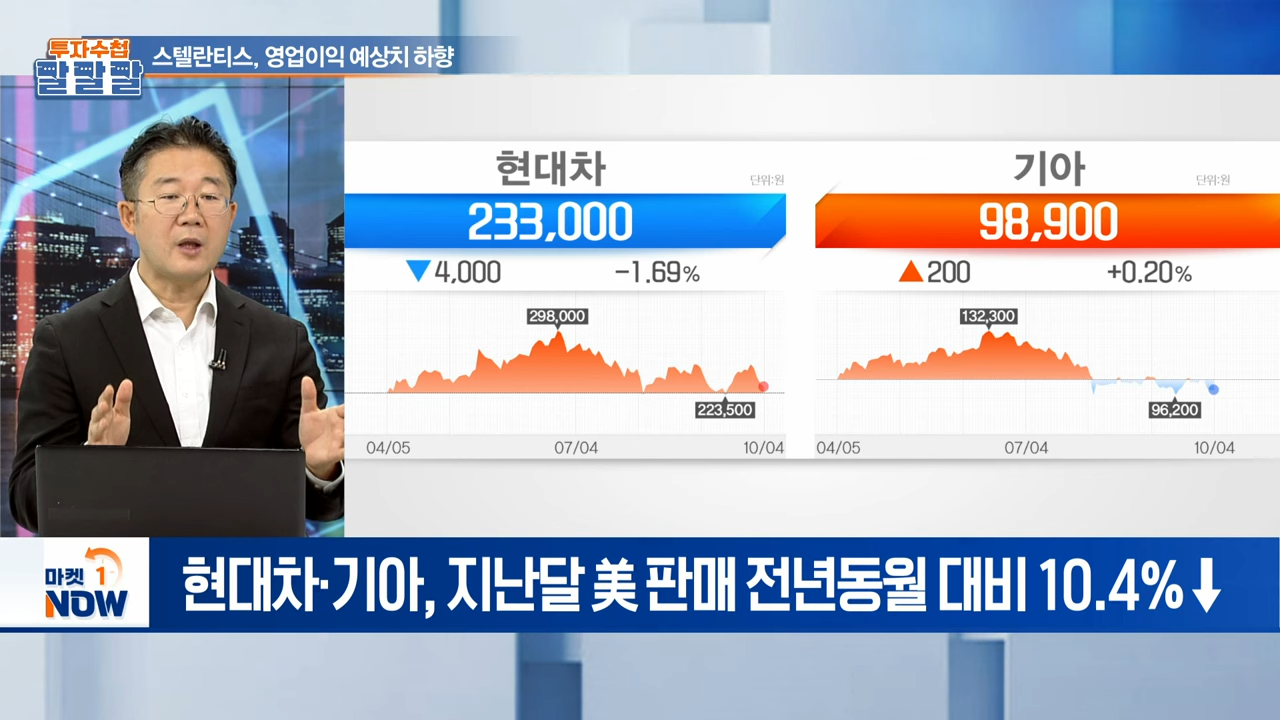 투자수첩
팔팔팔
스텔란티스, 영업이익 예상치 하향
현대차
단위:원
233,000
▼4,000 -1.69%
298,000
223,500
04/05 07/04 10/04
기아
단위:원
98,900
▲200 +0.20%
132,300
96,200
04/05 07/04 10/04
마켓 1
NOW
현대차·기아, 지난달 美 판매 전년동월 대비 10.4%↓